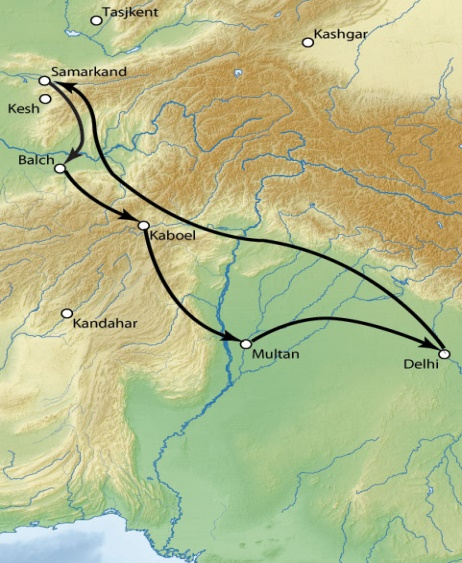 Tasjkent
Kashgar
Samarkand
Kesh
Balch
Kaboel
Kandahar
Multan
Delhi